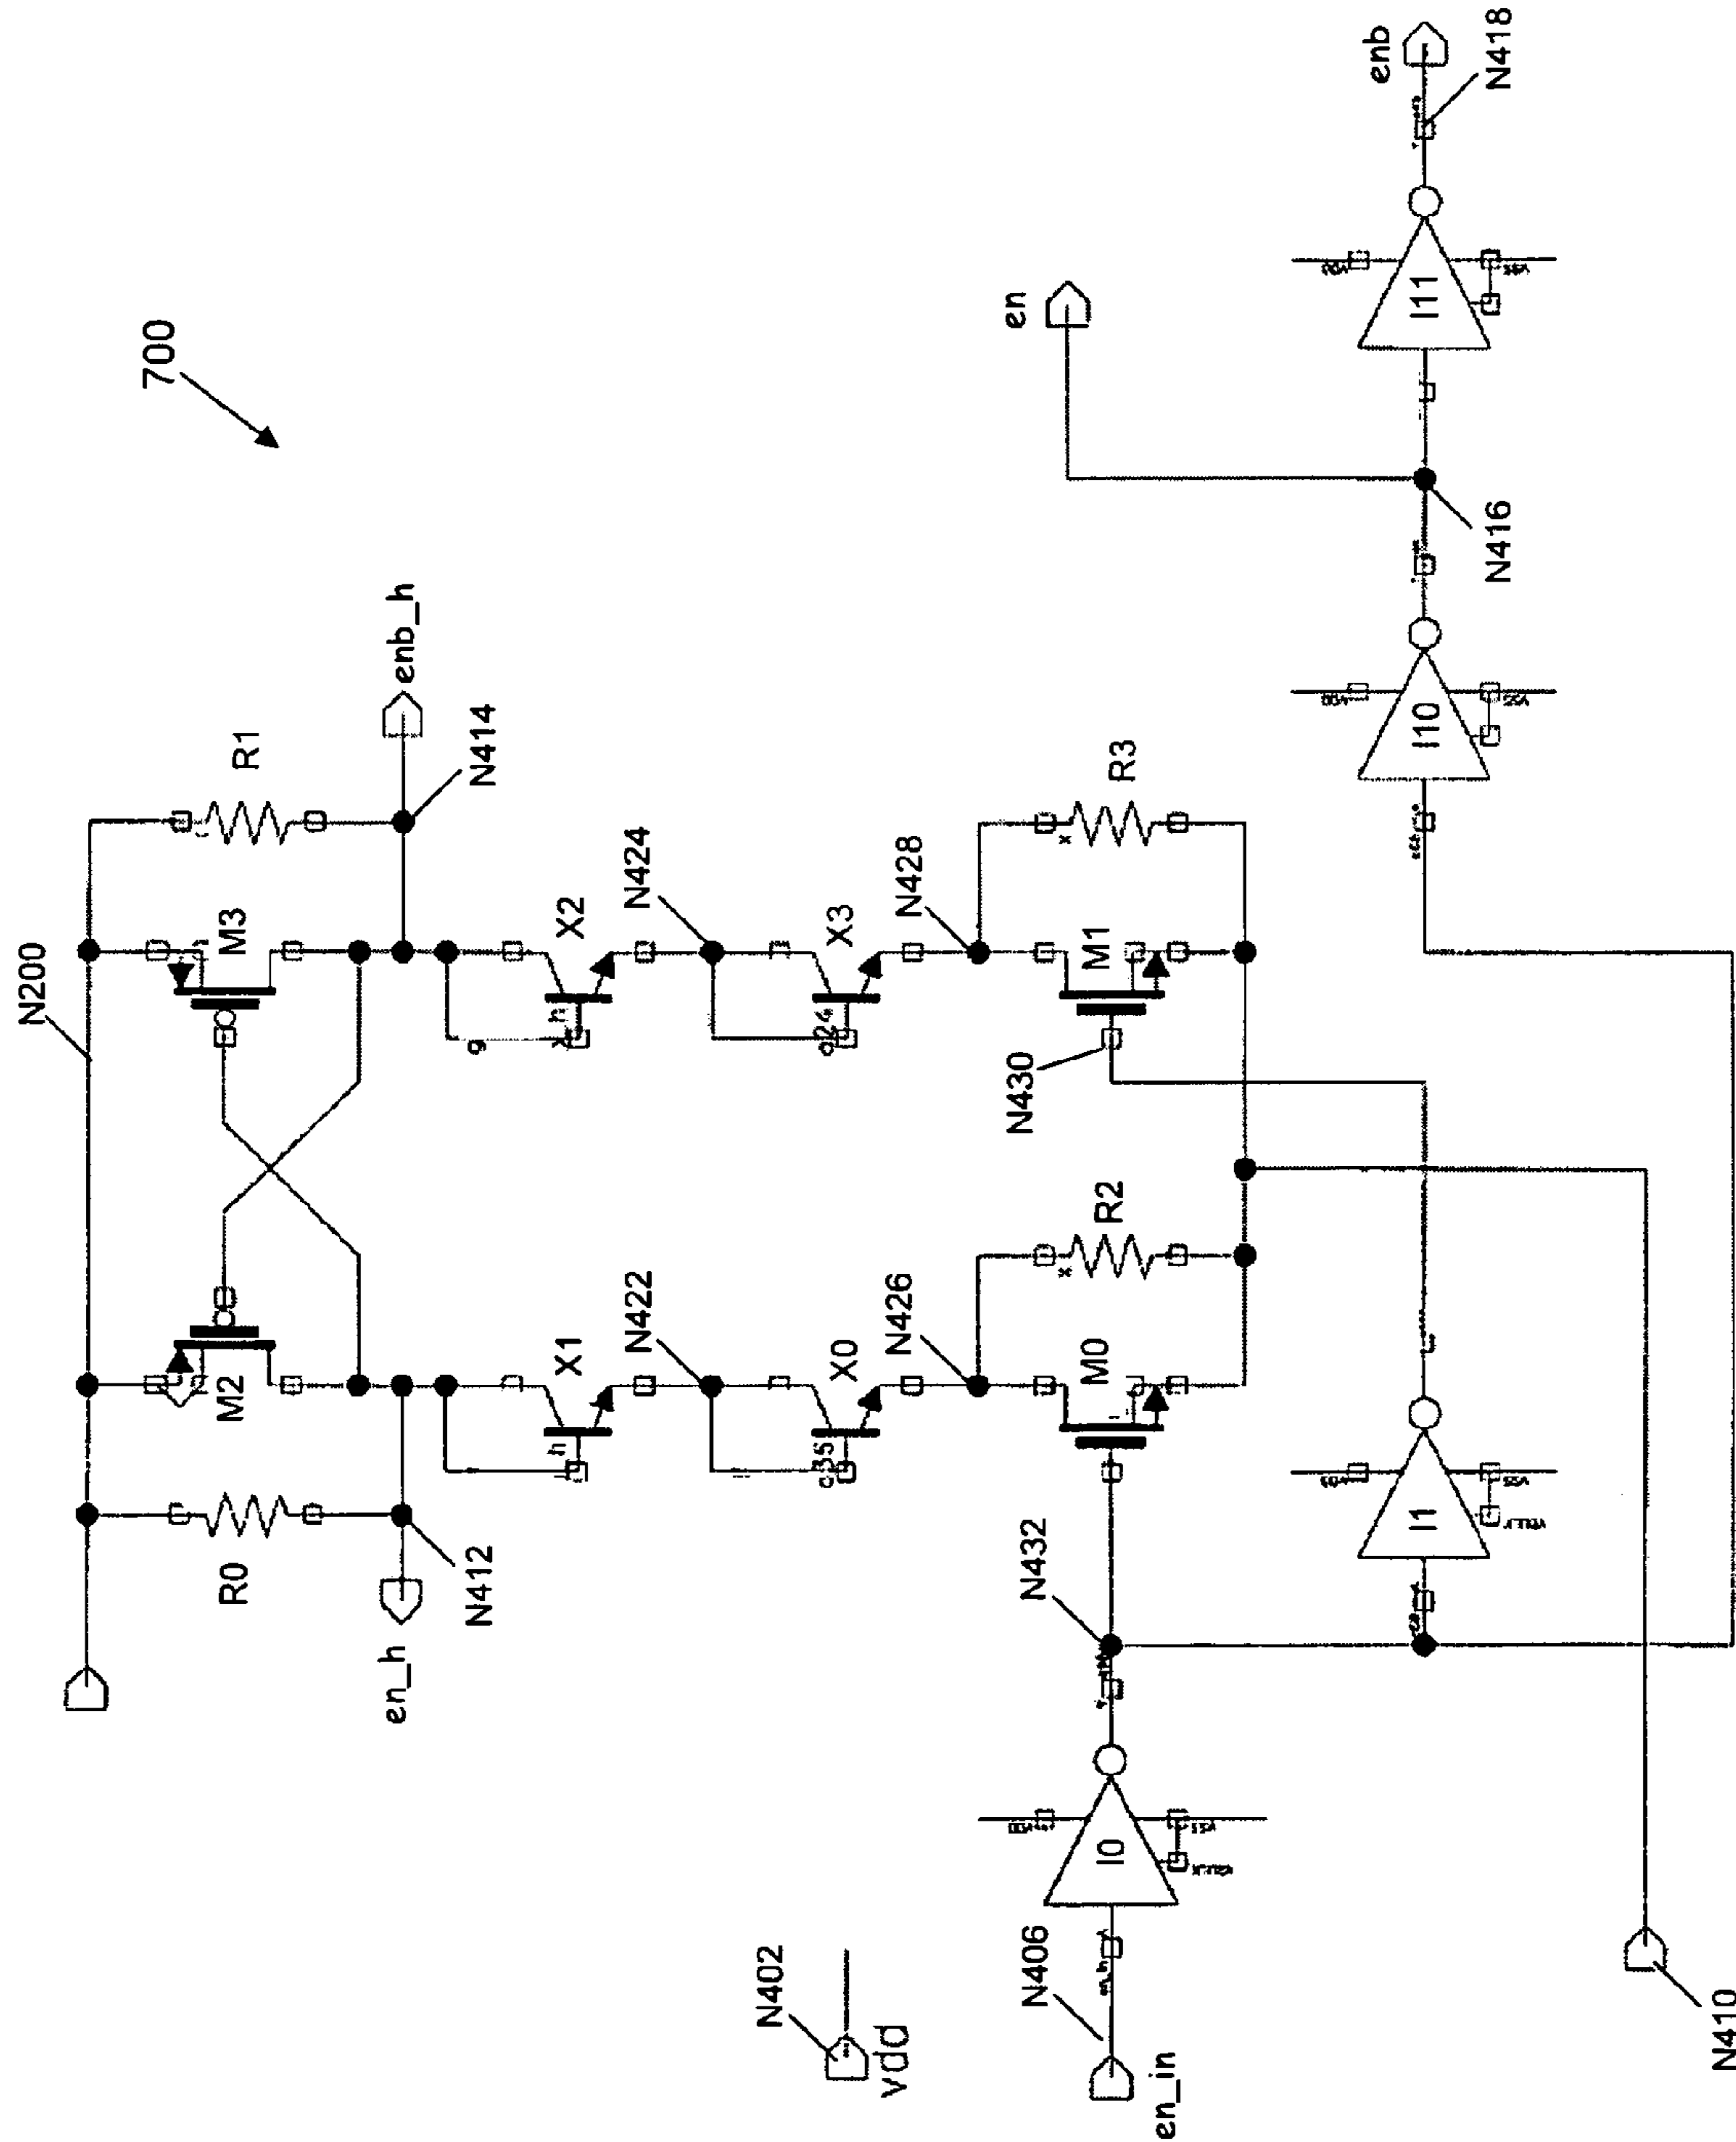 700
N200
M2
M3
R0
R1
en_h
N412
enb_h
N414
X1
X2
N422
N424
X0
X3
N426
N428
N402
vdd
M0
R2
M1
R3
N430
N432
N406
en_in
I0
I1
I10
I11
en
enb
N416
N418
N410
g
h
h
x
x